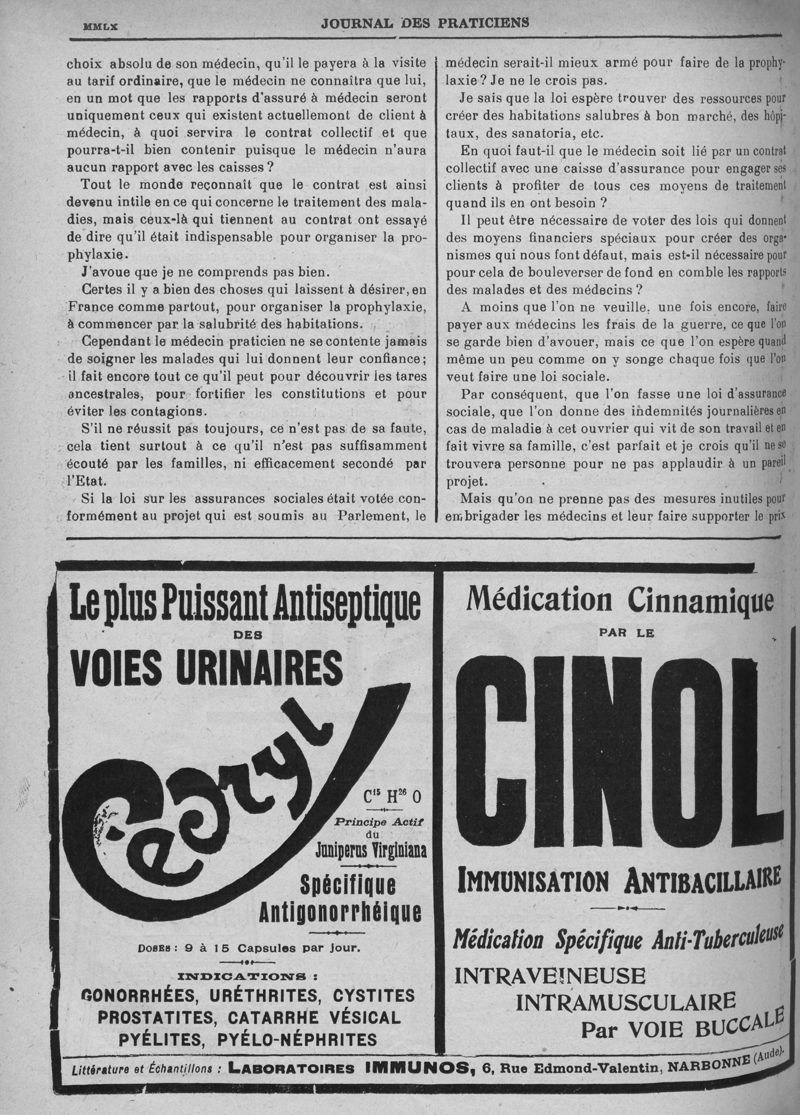 MMLX
JOURNAL DES PRATICIENS
choix absolu de son médecin, qu'il le payera à la visite
au tarif ordinaire, que le médecin ne connaîtra que lui,
en un mot que les rapports d'assuré à médecin seront
uniquement ceux qui existent actuellement de client à
médecin, à quoi servira le contrat collectif et que
pourra-t-il bien contenir puisque le médecin n'aura
aucun rapport avec les caisses ?
Tout le monde reconnaît que le contrat est ainsi
devenu intile en ce qui concerne le traitement des mala-
dies, mais ceux-là qui tiennent au contrat ont essayé
de dire qu'il était indispensable pour organiser la pro-
phylaxie.
J'avoue que je ne comprends pas bien.
Certes il y a bien des choses qui laissent à désirer, en
France comme partout, pour organiser la prophylaxie,
à commencer par la salubrité des habitations.
Cependant le médecin praticien ne se contente jamais
de soigner les malades qui lui donnent leur confiance;
il fait encore tout ce qu'il peut pour découvrir les tares
ancestrales, pour fortifier les constitutions et pour
éviter les contagions.
S'il ne réussit pas toujours, ce n'est pas de sa faute,
cela tient surtout à ce qu'il n'est pas suffisamment
écouté par les familles, ni efficacement secondé par
l'Etat.
Si la loi sur les assurances sociales était votée con-
formément au projet qui est soumis au Parlement, le
médecin serait-il mieux armé pour faire de la prophy-
laxie ? Je ne le crois pas.
Je sais que la loi espère trouver des ressources pour
créer des habitations salubres à bon marché, des hôpi-
taux, des sanatoria, etc.
En quoi faut-il que le médecin soit lié par un contrat
collectif avec une caisse d'assurance pour engager ses
clients à profiter de tous ces moyens de traitement
quand ils en ont besoin ?
Il peut être nécessaire de voter des lois qui donnent
des moyens financiers spéciaux pour créer des orga-
nismes qui nous font défaut, mais est-il nécessaire pour
pour cela de bouleverser de fond en comble les rapports
des malades et des médecins ?
A moins que l'on ne veuille, une fois encore, faire
payer aux médecins les frais de la guerre, ce que l'on
se garde bien d'avouer, mais ce que l'on espère quand
même un peu comme on y songe chaque fois que l'on
veut faire une loi sociale.
Par conséquent, que l'on fasse une loi d'assurance
sociale, que l'on donne des indemnités journalières en
cas de maladie à cet ouvrier qui vit de son travail et en
fait vivre sa famille, c'est parfait et je crois qu'il ne se
trouvera personne pour ne pas applaudir à un pareil
projet.
Mais qu'on ne prenne pas des mesures inutiles pour
embrigader les médecins et leur faire supporter le prix
Le plus Puissant Antiseptique
DES
VOIES URINAIRES
Cedryl
C15 H26 O
Principe Actif
du
Juniperus Virginiana
Spécifique
Antigonorrhéique
DOSES : 9 à 15 Capsules par Jour.
INDICATIONS :
GONORRHÉES, URÉTHRITES, CYSTITES
PROSTATITES, CATARRHE VÉSICAL
PYÉLITES, PYÉLO-NÉPHRITES
Médication Cinnamique
PAR LE
CINOL
IMMUNISATION ANTIBACILLAIRE
Médication Spécifique Anti-Tuberculeuse
INTRAVEINEUSE
INTRAMUSCULAIRE
Par VOIE BUCCALE
Littérature et Échantillons : LABORATOIRES IMMUNOS, 6, Rue Edmond-Valentin, NARBONNE (Aude).